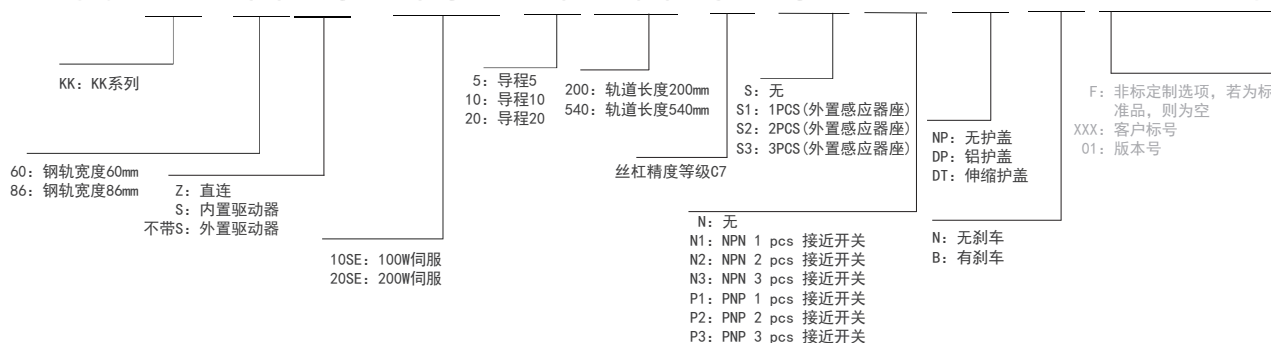 KK：KK系列
60：钢轨宽度60mm
86：钢轨宽度86mm
Z：直连
S：内置驱动器
不带S：外置驱动器
10SE：100W伺服
20SE：200W伺服
5：导程5
10：导程10
20：导程20
200：轨道长度200mm
540：轨道长度540mm
丝杠精度等级C7
S：无
S1：1PCS(外置感应器座)
S2：2PCS(外置感应器座)
S3：3PCS(外置感应器座)
N：无
N1：NPN 1 pcs 接近开关
N2：NPN 2 pcs 接近开关
N3：NPN 3 pcs 接近开关
P1：PNP 1 pcs 接近开关
P2：PNP 2 pcs 接近开关
P3：PNP 3 pcs 接近开关
NP：无护盖
DP：铝护盖
DT：伸缩护盖
N：无刹车
B：有刹车
F：非标定制选项，若为标
准品，则为空
XXX：客户标号
01：版本号